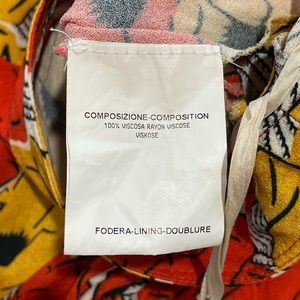 COMPOSIZIONE-COMPOSITION
100% VISCOSA RAYON VISCOSE
VISKOSE
FODERA-LINING-DOUBLURE